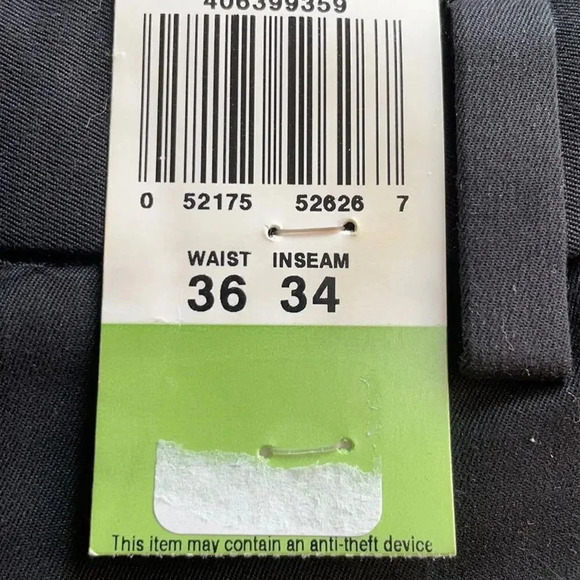 406399359
0 52175 52626 7
WAIST INSEAM
36 34
This item may contain an anti-theft device